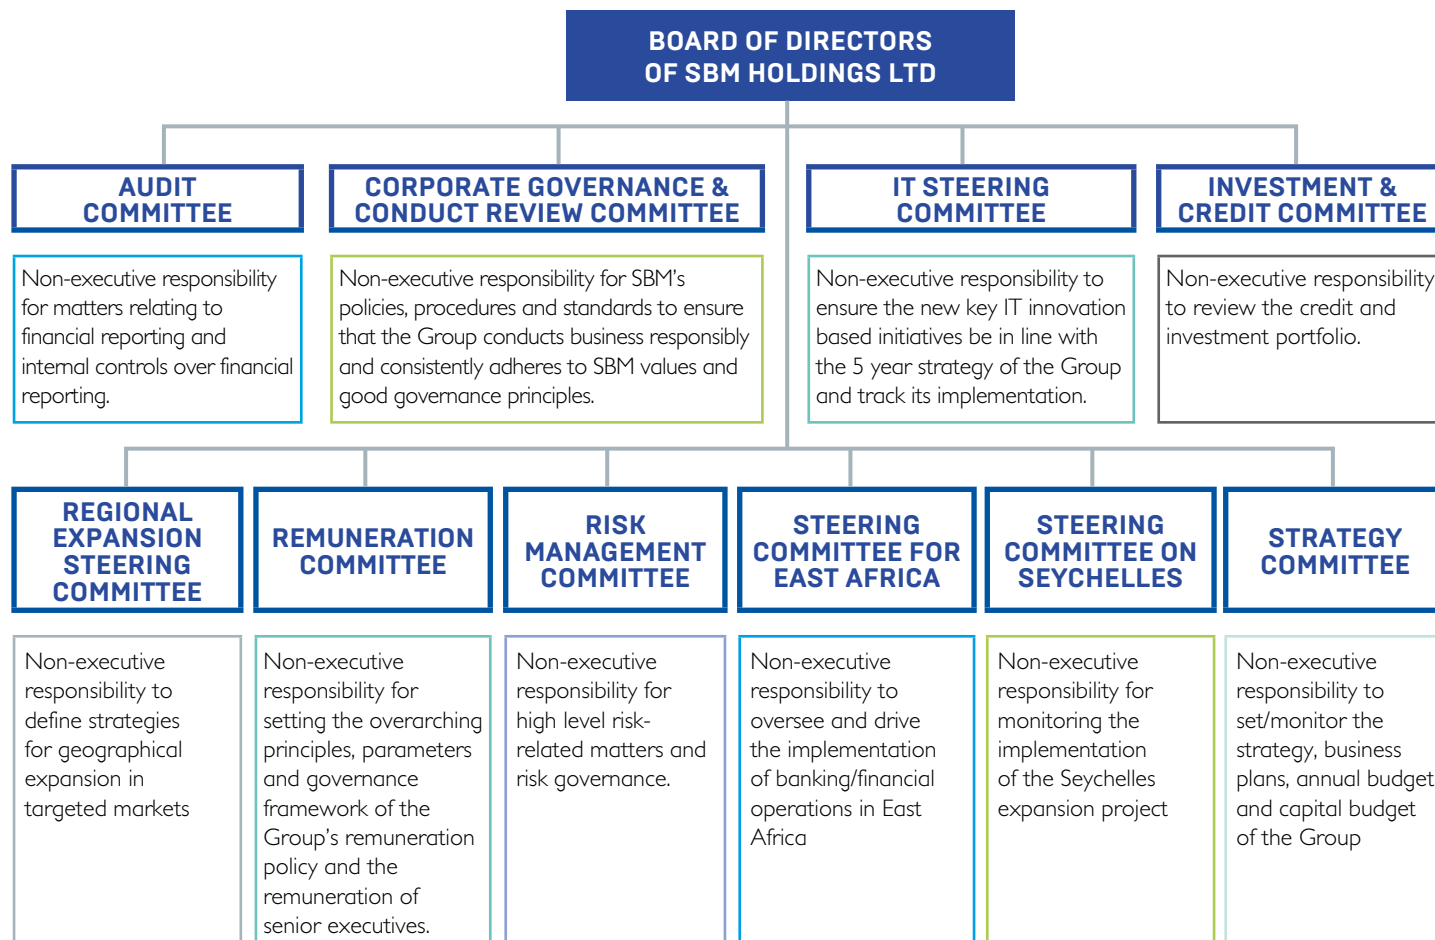 BOARD OF DIRECTORS
OF SBM HOLDINGS LTD
AUDIT
COMMITTEE
CORPORATE GOVERNANCE &
CONDUCT REVIEW COMMITTEE
IT STEERING
COMMITTEE
INVESTMENT &
CREDIT COMMITTEE
Non-executive responsibility
for matters relating to
financial reporting and
internal controls over financial
reporting.
Non-executive responsibility for SBM's
policies, procedures and standards to ensure
that the Group conducts business responsibly
and consistently adheres to SBM values and
good governance principles.
Non-executive responsibility to
ensure the new key IT innovation
based initiatives be in line with
the 5 year strategy of the Group
and track its implementation.
Non-executive responsibility
to review the credit and
investment portfolio.
REGIONAL
EXPANSION
STEERING
COMMITTEE
REMUNERATION
COMMITTEE
RISK
MANAGEMENT
COMMITTEE
STEERING
COMMITTEE FOR
EAST AFRICA
STEERING
COMMITTEE ON
SEYCHELLES
STRATEGY
COMMITTEE
Non-executive
responsibility to
define strategies
for geographical
expansion in
targeted markets
Non-executive
responsibility for
setting the overarching
principles, parameters
and governance
framework of the
Group's remuneration
policy and the
remuneration of
senior executives.
Non-executive
responsibility for
high level risk-
related matters and
risk governance.
Non-executive
responsibility to
oversee and drive
the implementation
of banking/financial
operations in East
Africa
Non-executive
responsibility for
monitoring the
implementation
of the Seychelles
expansion project
Non-executive
responsibility to
set/monitor the
strategy, business
plans, annual budget
and capital budget
of the Group